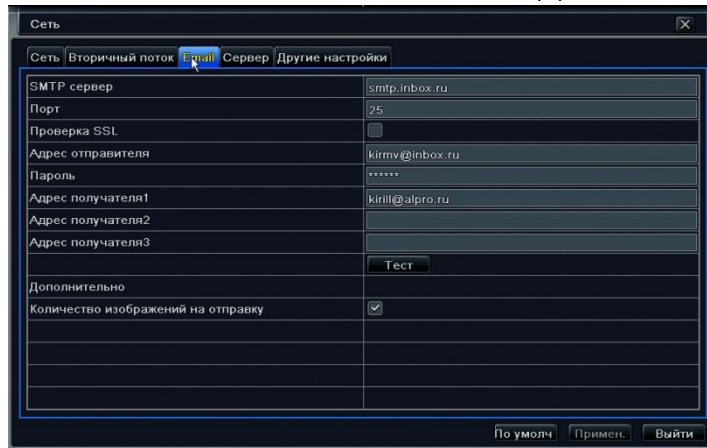 Сеть
Сеть Вторичный поток Email Сервер Другие настройки
SMTP сервер smtp.inbox.ru
Порт 25
Проверка SSL
Адрес отправителя kirmv@inbox.ru
Пароль ******
Адрес получателя1 kirill@alpro.ru
Адрес получателя2
Адрес получателя3
Тест
Дополнительно
Количество изображений на отправку
По умолч Примен. Выйти